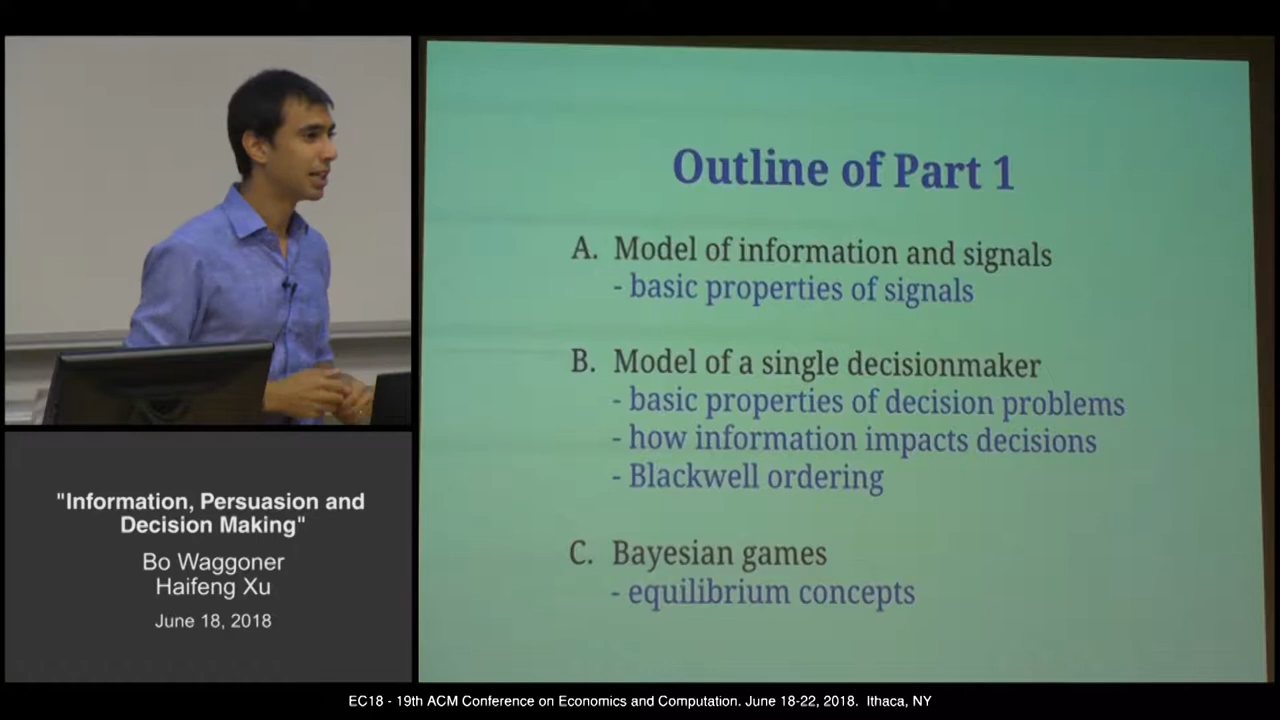 Outline of Part 1
A. Model of information and signals
- basic properties of signals
B. Model of a single decisionmaker
- basic properties of decision problems
- how information impacts decisions
- Blackwell ordering
C. Bayesian games
- equilibrium concepts
"Information, Persuasion and
Decision Making"
Bo Waggoner
Haifeng Xu
June 18, 2018
EC18 - 19th ACM Conference on Economics and Computation. June 18-22, 2018. Ithaca, NY